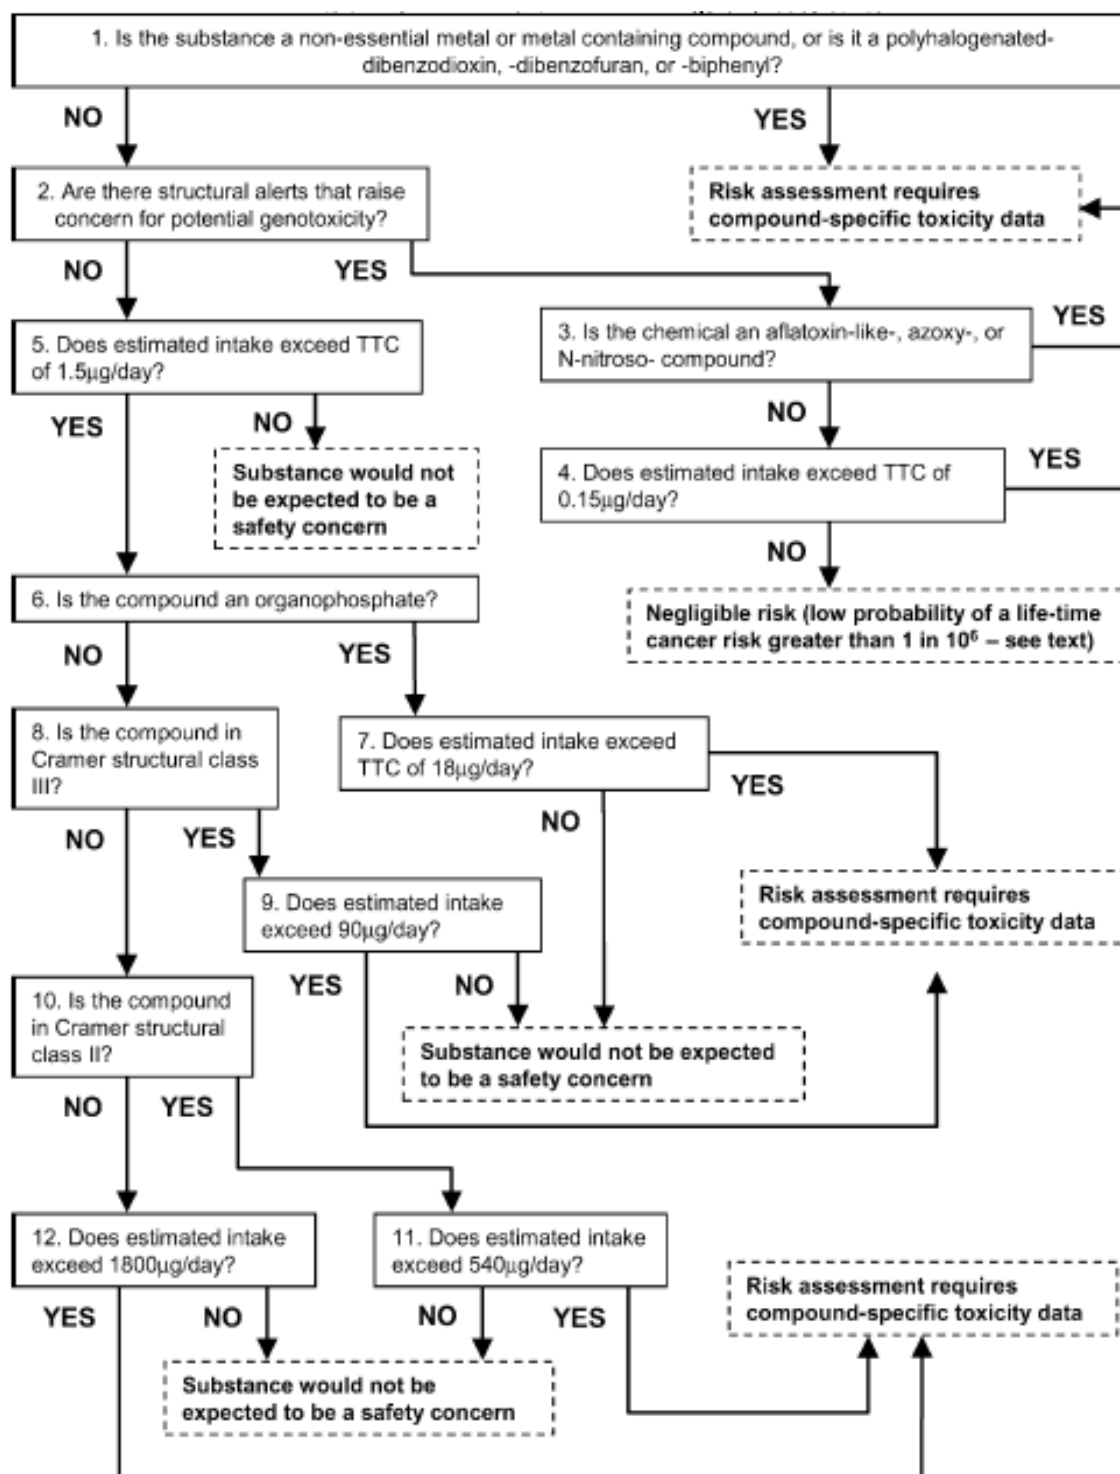 1. Is the substance a non-essential metal or metal containing compound, or is it a polyhalogenated-
dibenzodioxin, -dibenzofuran, or -biphenyl?
NO
YES
2. Are there structural alerts that raise
concern for potential genotoxicity?
Risk assessment requires
compound-specific toxicity data
NO
YES
3. Is the chemical an aflatoxin-like-, azoxy-, or
N-nitroso- compound?
YES
5. Does estimated intake exceed TTC
of 1.5μg/day?
YES
NO
NO
Substance would not
be expected to be a
safety concern
4. Does estimated intake exceed TTC of
0.15μg/day?
YES
NO
6. Is the compound an organophosphate?
Negligible risk (low probability of a life-time
cancer risk greater than 1 in 10⁶ – see text)
NO
YES
8. Is the compound in
Cramer structural class
III?
7. Does estimated intake exceed
TTC of 18μg/day?
YES
NO
NO
YES
9. Does estimated intake
exceed 90μg/day?
Risk assessment requires
compound-specific toxicity data
YES
NO
10. Is the compound
in Cramer structural
class II?
Substance would not be expected
to be a safety concern
NO
YES
12. Does estimated intake
exceed 1800μg/day?
11. Does estimated intake
exceed 540μg/day?
Risk assessment requires
compound-specific toxicity data
YES
NO
NO
YES
Substance would not be
expected to be a safety concern